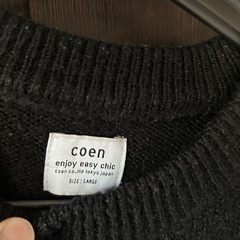 coen
enjoy easy chic
coen co.,ltd tokyo japan
SIZE : LARGE